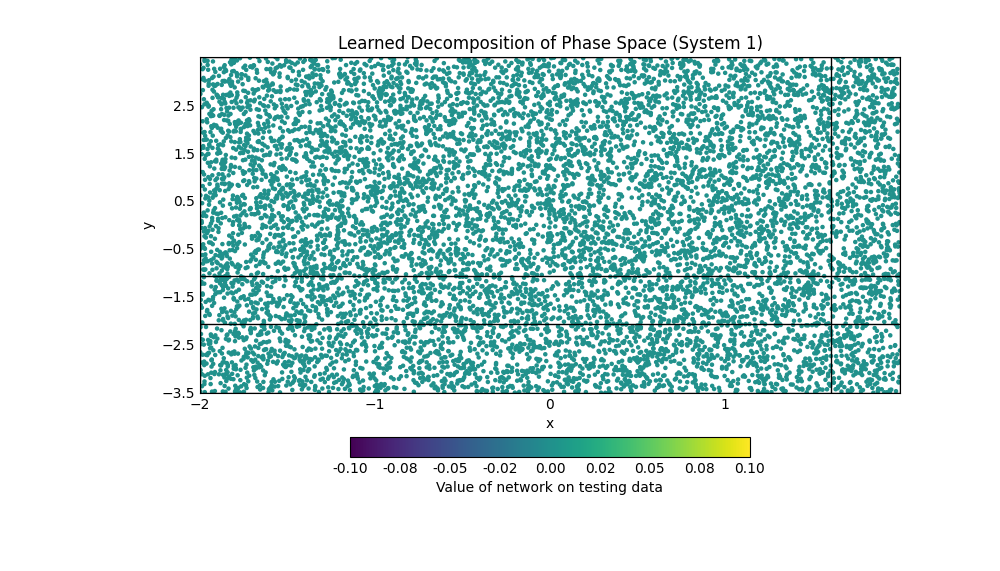 Learned Decomposition of Phase Space (System 1)
2.5
1.5
0.5
y
−0.5
−1.5
−2.5
−3.5
−2 −1 0 1
x
-0.10 -0.08 -0.05 -0.02 0.00 0.02 0.05 0.08 0.10
Value of network on testing data